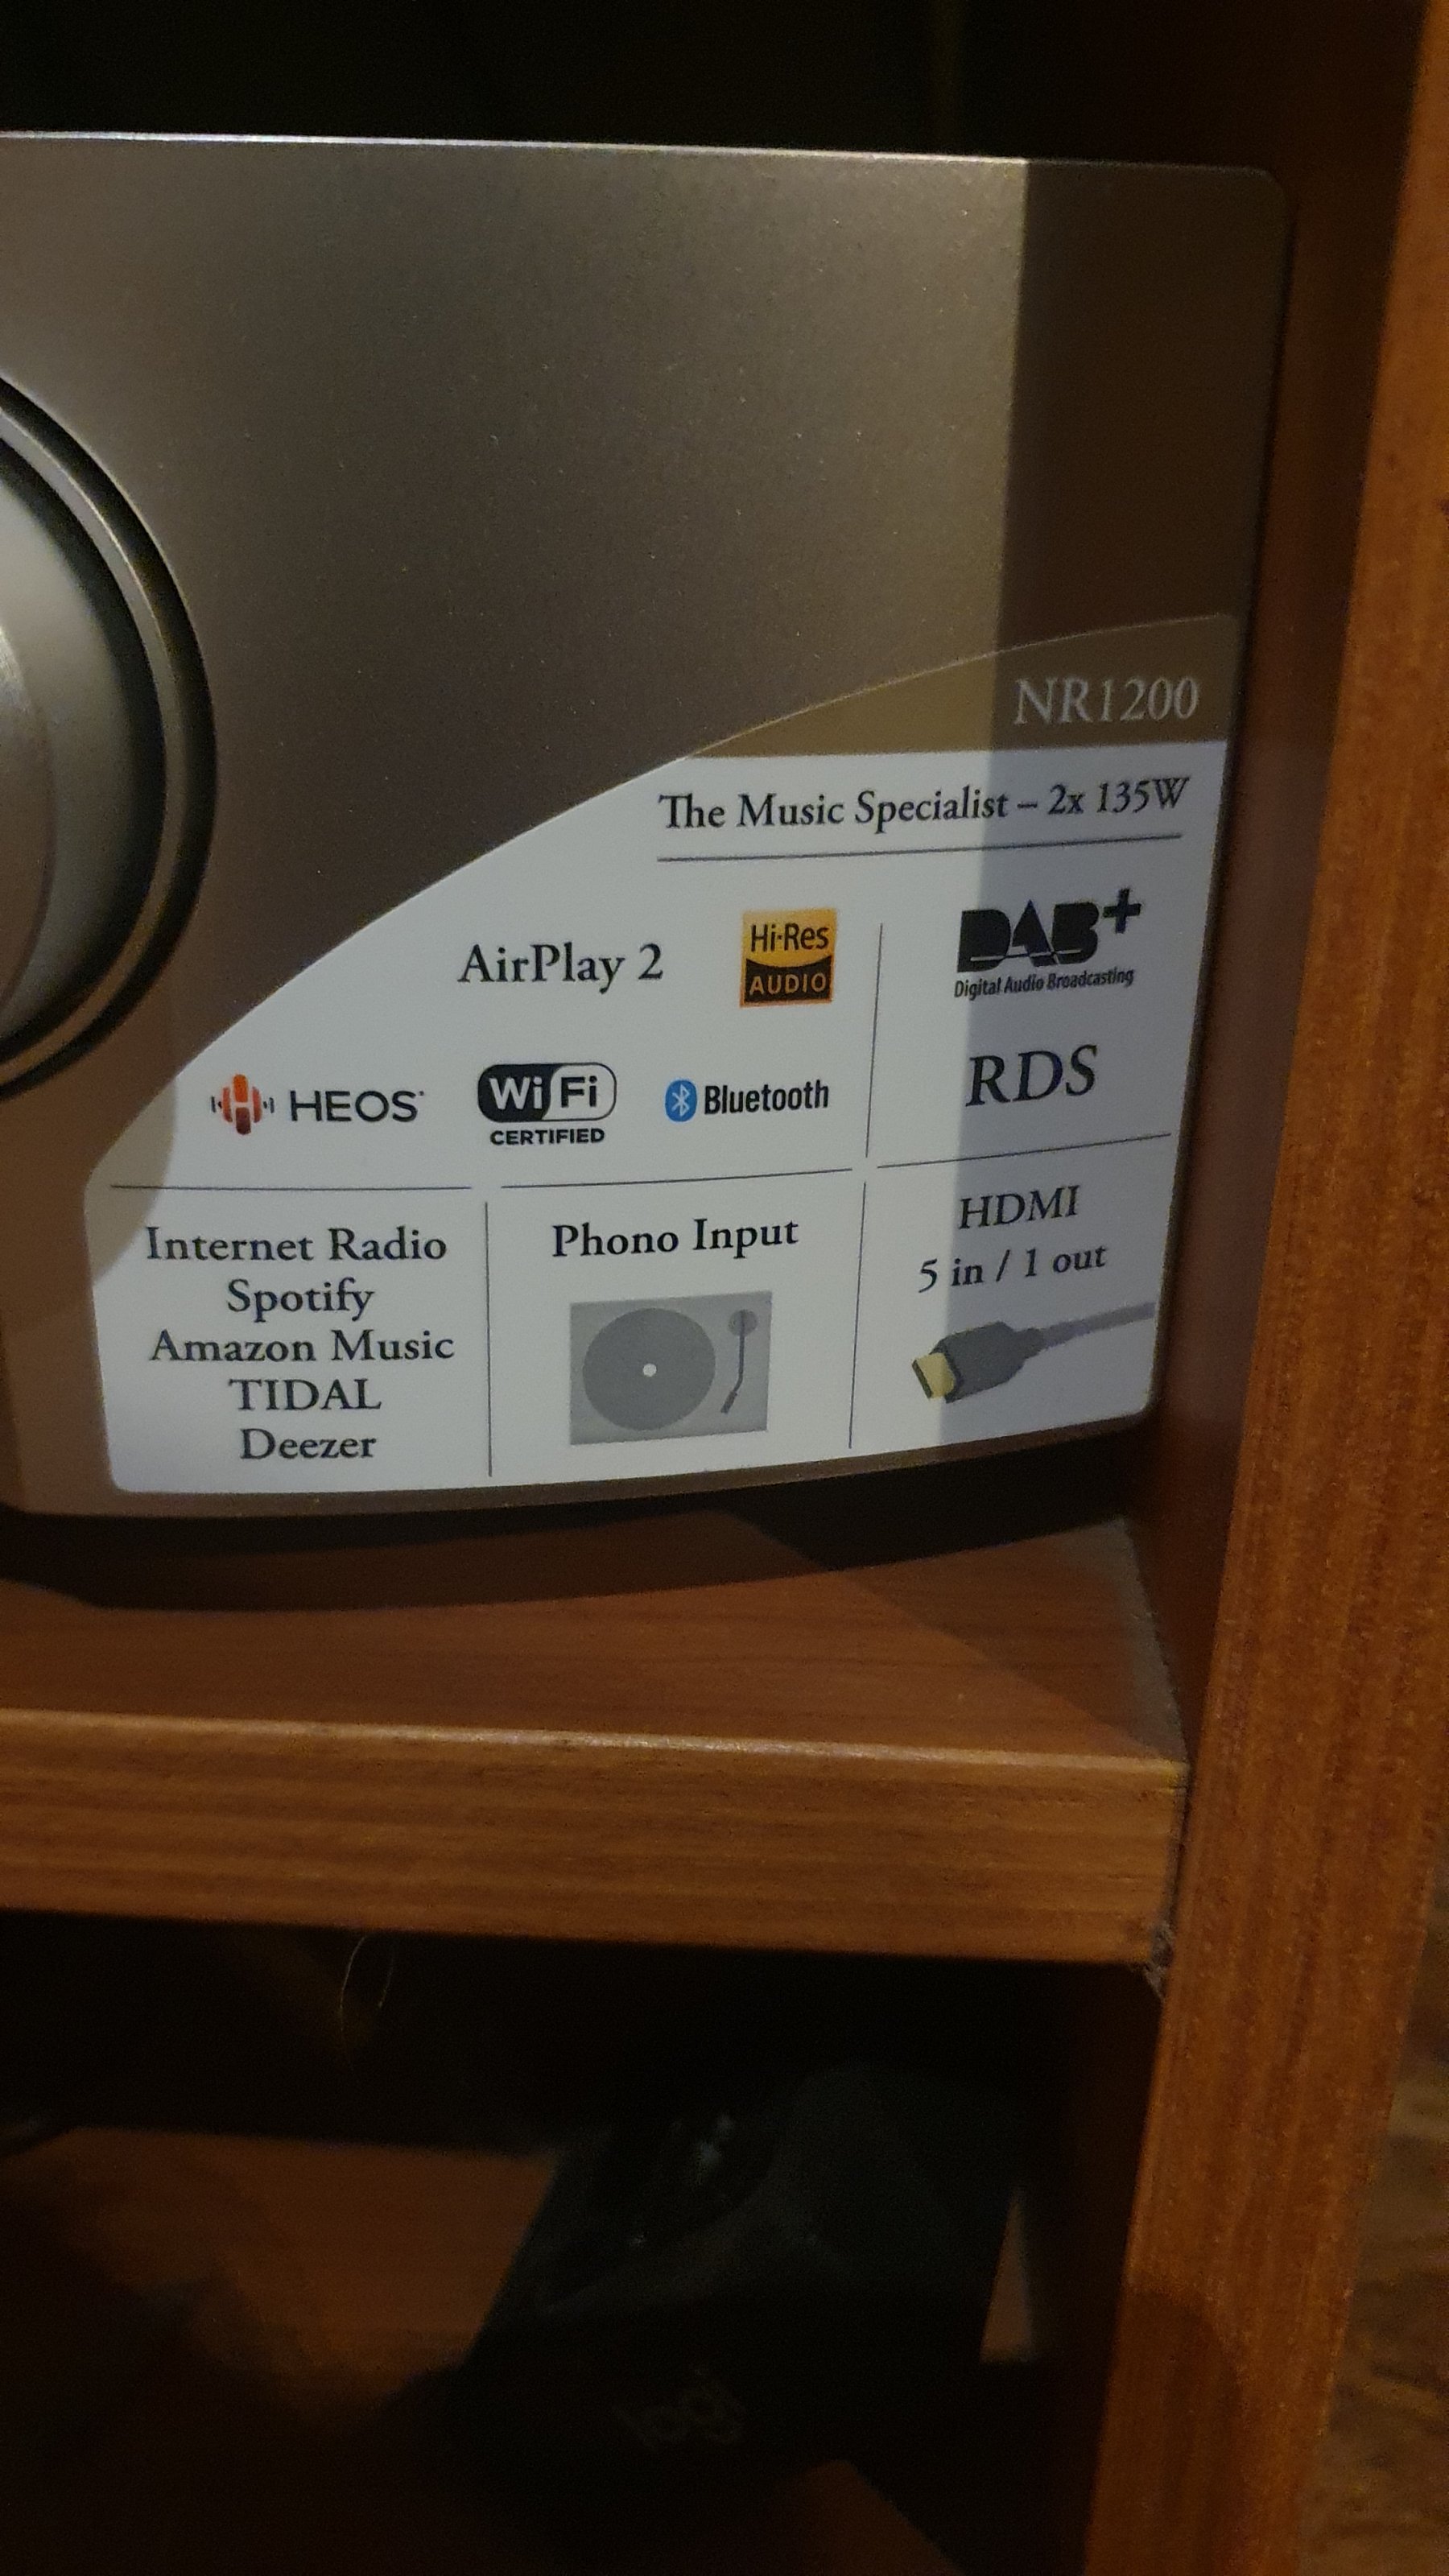 NR1200
The Music Specialist – 2x 135W
AirPlay 2
Hi-Res
AUDIO
DAB+
Digital Audio Broadcasting
HEOS
Wi Fi
CERTIFIED
Bluetooth
RDS
Internet Radio
Spotify
Amazon Music
TIDAL
Deezer
Phono Input
HDMI
5 in / 1 out
logi